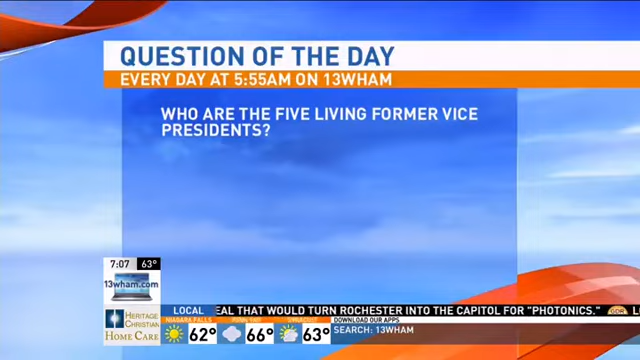 QUESTION OF THE DAY
EVERY DAY AT 5:55AM ON 13WHAM
WHO ARE THE FIVE LIVING FORMER VICE
PRESIDENTS?
7:07 63°
13wham.com
HERITAGE
CHRISTIAN
HOME CARE
LOCAL EAL THAT WOULD TURN ROCHESTER INTO THE CAPITOL FOR "PHOTONICS."
NIAGARA FALLS DOWNLOAD OUR APPS
62° 66° 63° SEARCH: 13WHAM